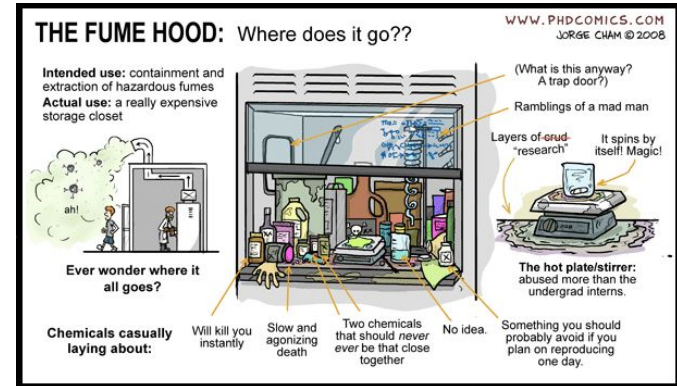 THE FUME HOOD: Where does it go??
WWW.PHDCOMICS.COM
JORGE CHAM © 2008
Intended use: containment and
extraction of hazardous fumes
Actual use: a really expensive
storage closet
ah!
Ever wonder where it
all goes?
(What is this anyway?
A trap door?)
Ramblings of a mad man
Layers of crud
"research"
It spins by
itself! Magic!
The hot plate/stirrer:
abused more than the
undergrad interns.
Chemicals casually
laying about:
Will kill you
instantly
Slow and
agonizing
death
Two chemicals
that should never
ever be that close
together
No idea.
Something you should
probably avoid if you
plan on reproducing
one day.